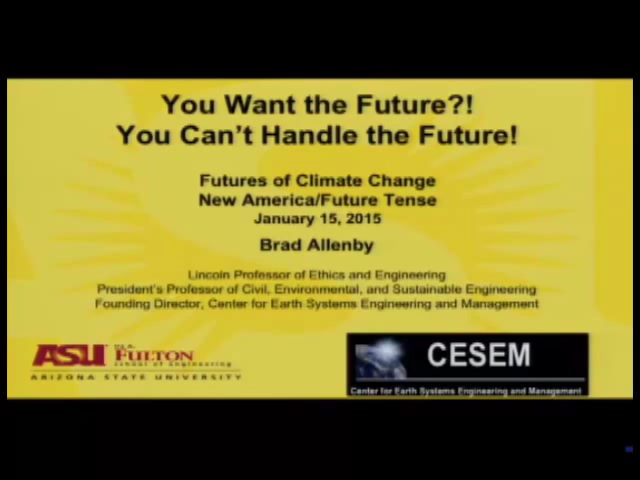 You Want the Future?!
You Can't Handle the Future!
Futures of Climate Change
New America/Future Tense
January 15, 2015
Brad Allenby
Lincoln Professor of Ethics and Engineering
President's Professor of Civil, Environmental, and Sustainable Engineering
Founding Director, Center for Earth Systems Engineering and Management
ASU FULTON
school of engineering
ARIZONA STATE UNIVERSITY
CESEM
Center for Earth Systems Engineering and Management